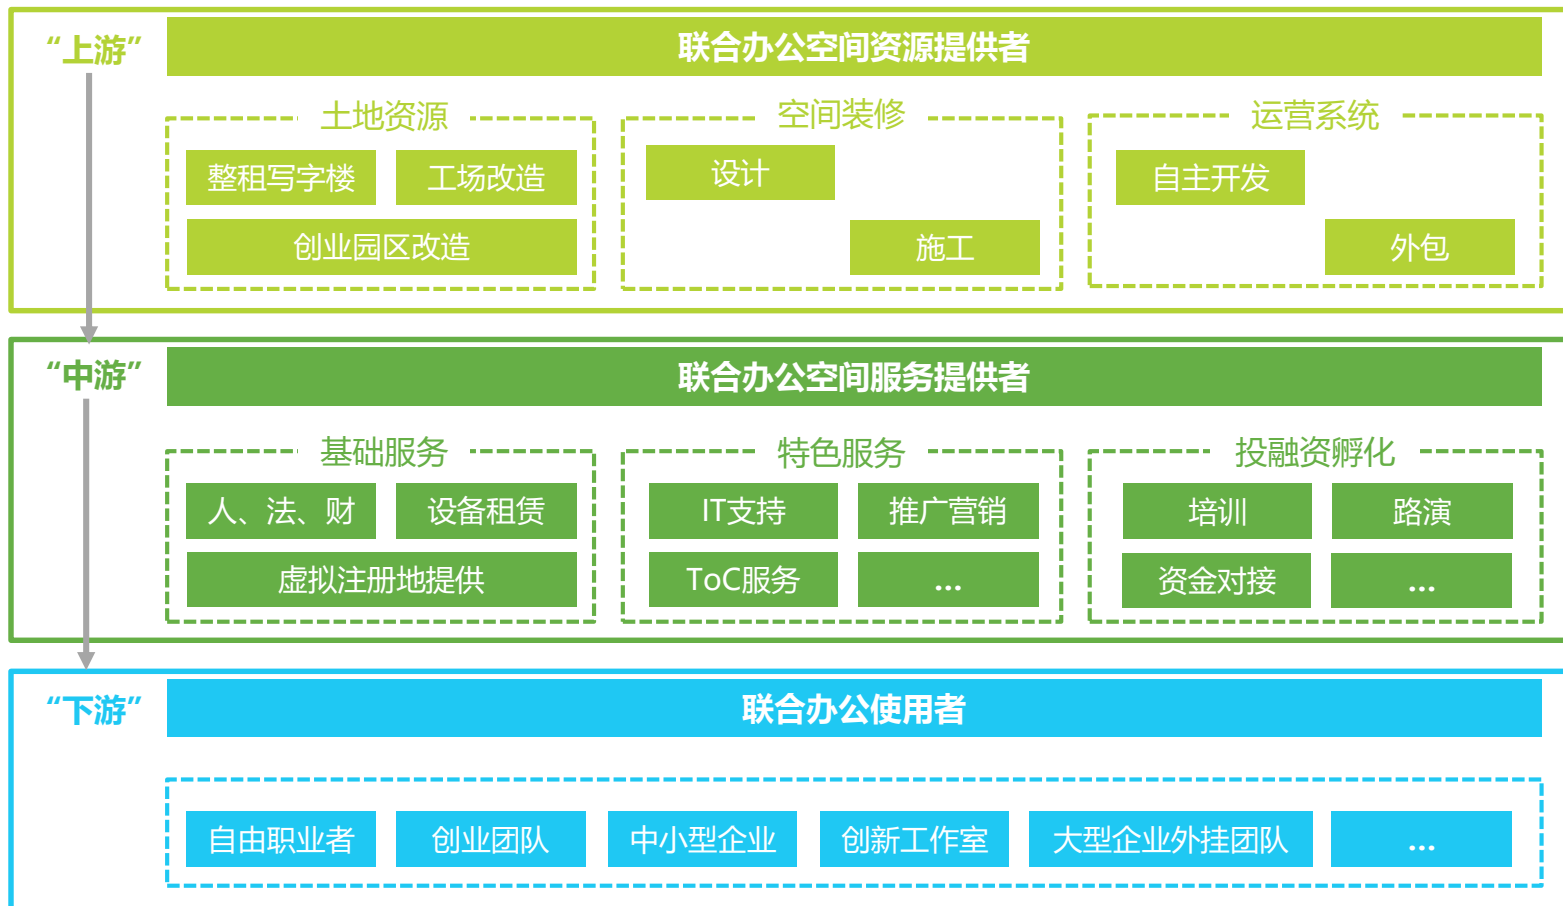 “上游”
联合办公空间资源提供者
土地资源
空间装修
运营系统
整租写字楼
工场改造
设计
自主开发
创业园区改造
施工
外包
“中游”
联合办公空间服务提供者
基础服务
特色服务
投融资孵化
人、法、财
设备租赁
IT支持
推广营销
培训
路演
虚拟注册地提供
ToC服务
...
资金对接
...
“下游”
联合办公使用者
自由职业者
创业团队
中小型企业
创新工作室
大型企业外挂团队
...